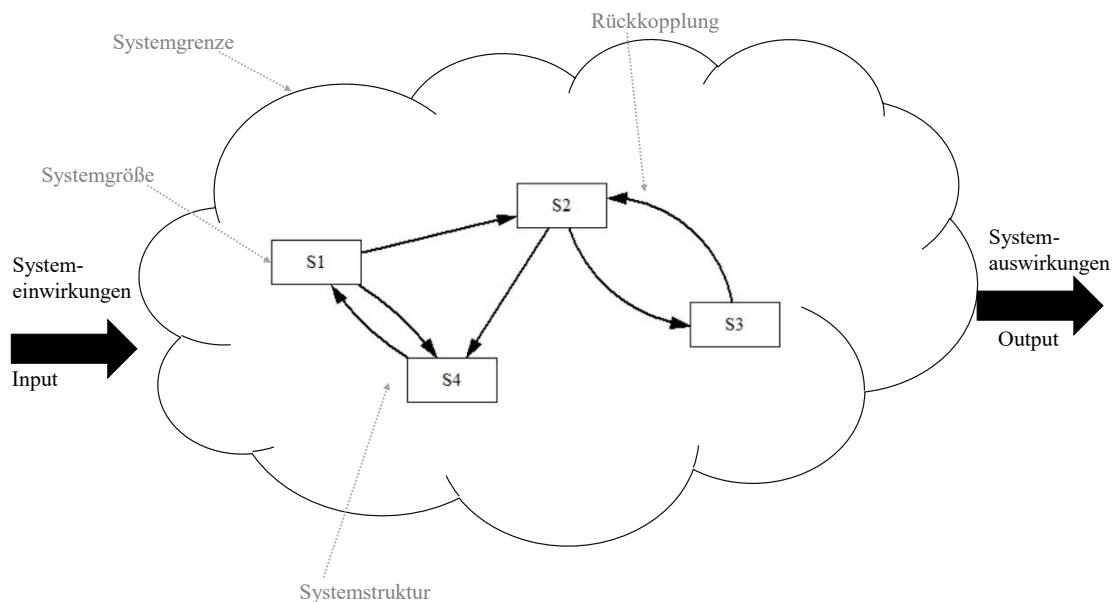 Rückkopplung
Systemgrenze
Systemgröße
S2
S1
System-
einwirkungen
System-
auswirkungen
S3
Output
Input
S4
Systemstruktur